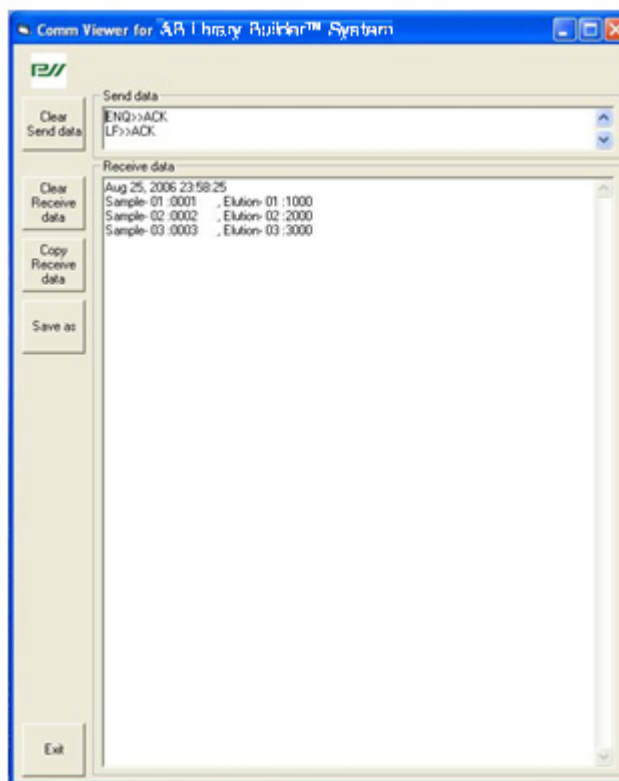 Comm Viewer for AB Library Builder™ System
Send data
Clear
Send data
ENQ>>ACK
LF>>ACK
Receive data
Clear
Receive
data
Aug 25, 2006 23:58:25
Sample- 01 :0001 , Elution- 01 :1000
Sample- 02 :0002 , Elution- 02 :2000
Sample- 03 :0003 , Elution- 03 :3000
Copy
Receive
data
Save as
Exit